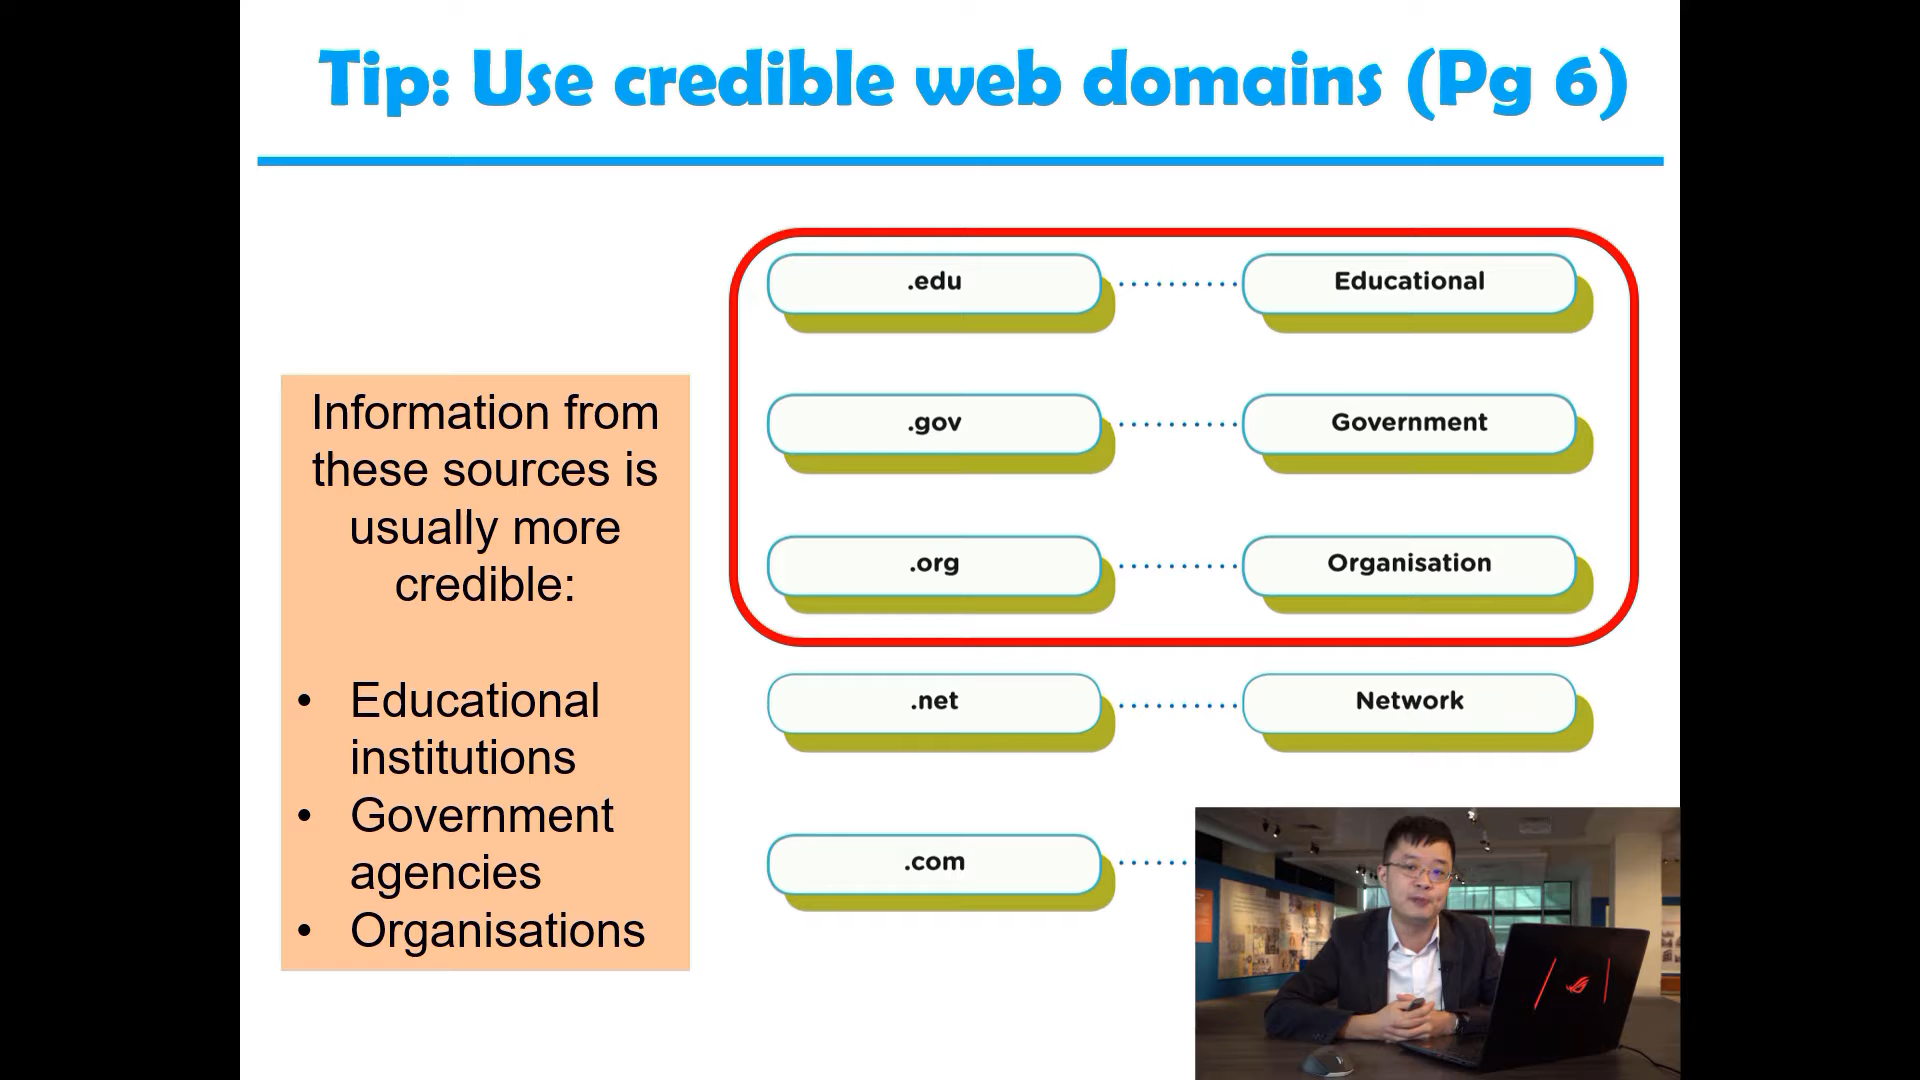 Tip: Use credible web domains (Pg 6)
Information from
these sources is
usually more
credible:
• Educational
institutions
• Government
agencies
• Organisations
.edu
Educational
.gov
Government
.org
Organisation
.net
Network
.com